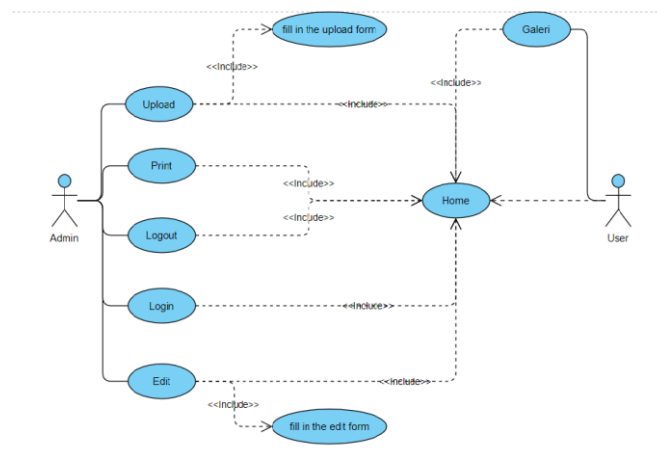 fill in the upload form
Galeri
<<Include>>
<<Include>>
Upload
<<Include>>
Print
<<Include>>
Home
<<Include>>
Admin
User
Logout
Login
<<Include>>
Edit
<<Include>>
<<Include>>
fill in the edit form